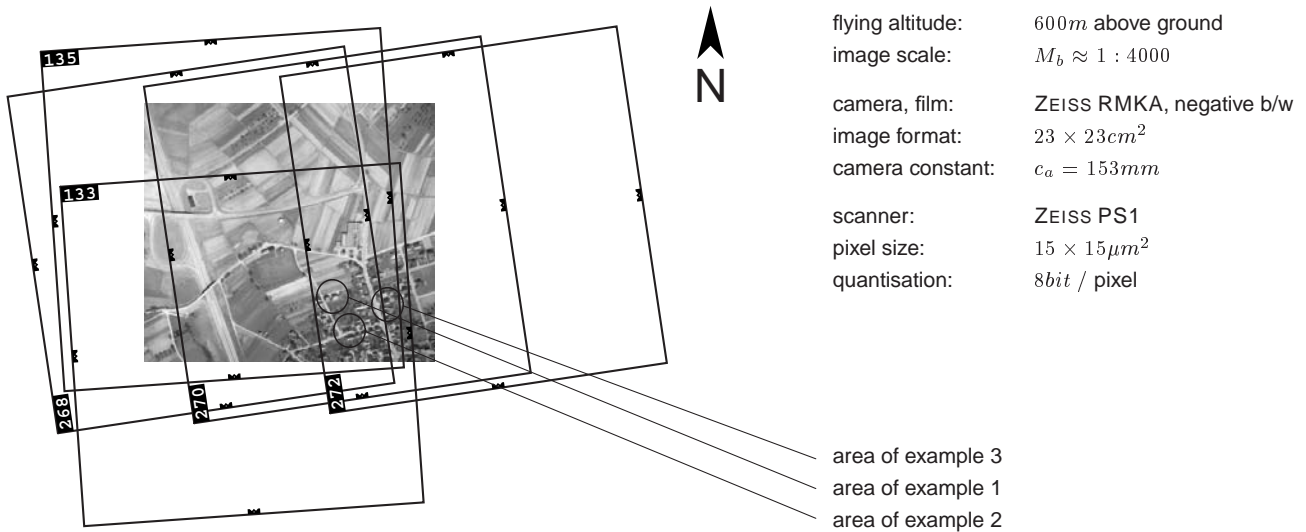 135
133
268
270
272
N
flying altitude: 600m above ground
image scale: M_b ≈ 1 : 4000
camera, film: ZEISS RMKA, negative b/w
image format: 23 × 23cm²
camera constant: c_a = 153mm
scanner: ZEISS PS1
pixel size: 15 × 15μm²
quantisation: 8bit / pixel
area of example 3
area of example 1
area of example 2